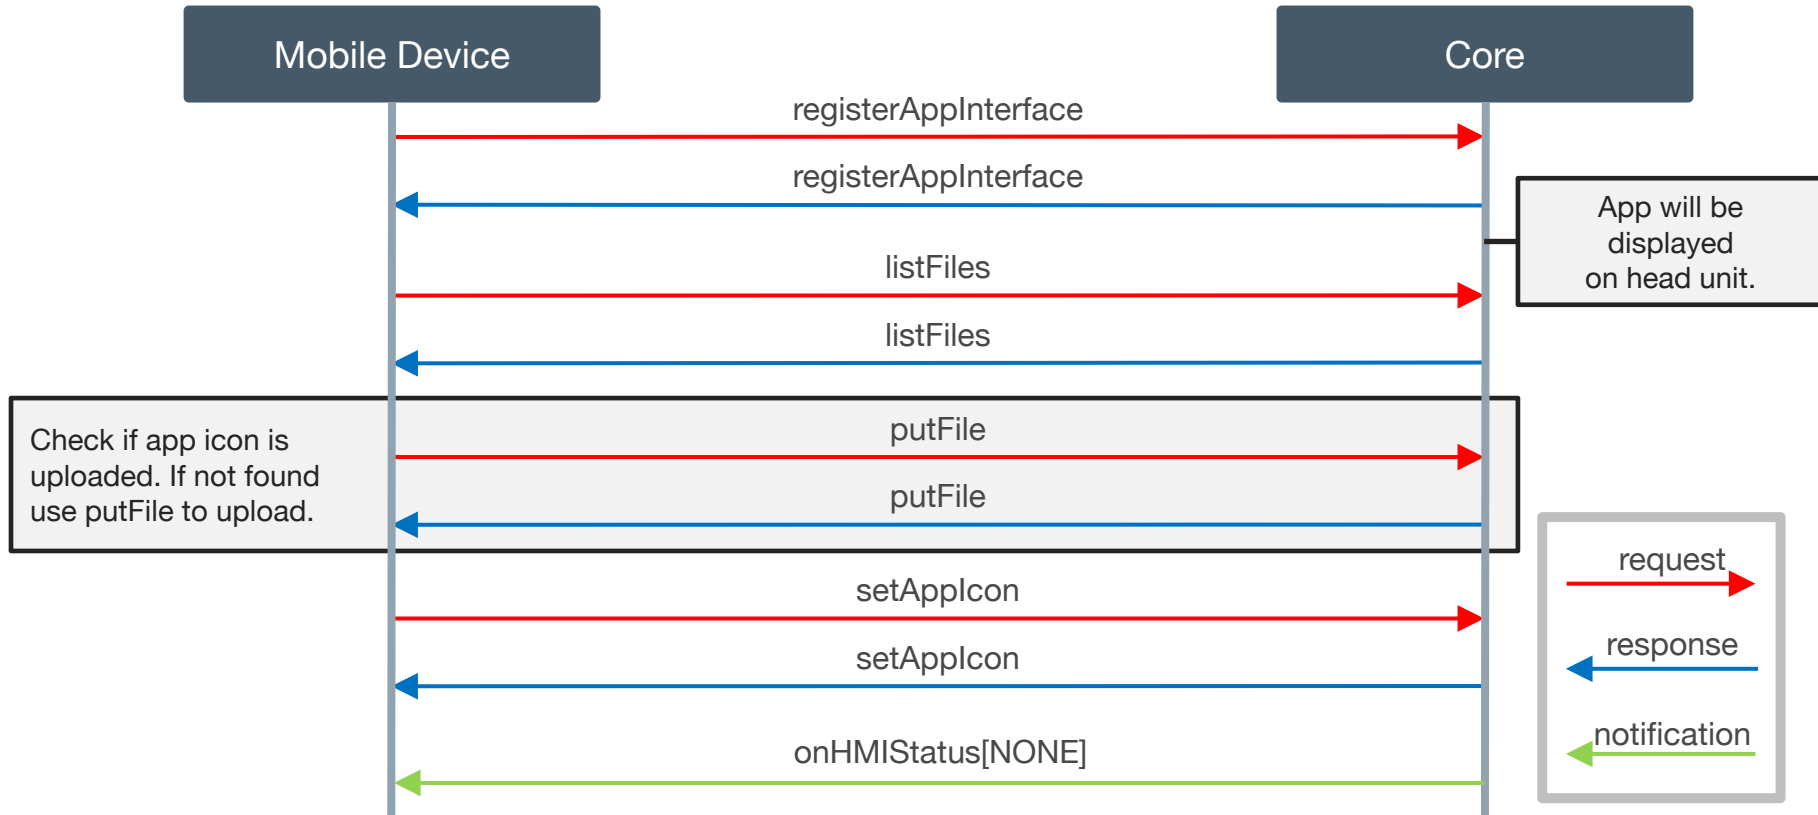 Mobile Device
Core
registerAppInterface
registerAppInterface
App will be
displayed
on head unit.
listFiles
listFiles
Check if app icon is
uploaded. If not found
use putFile to upload.
putFile
putFile
setAppIcon
setAppIcon
onHMIStatus[NONE]
request
response
notification